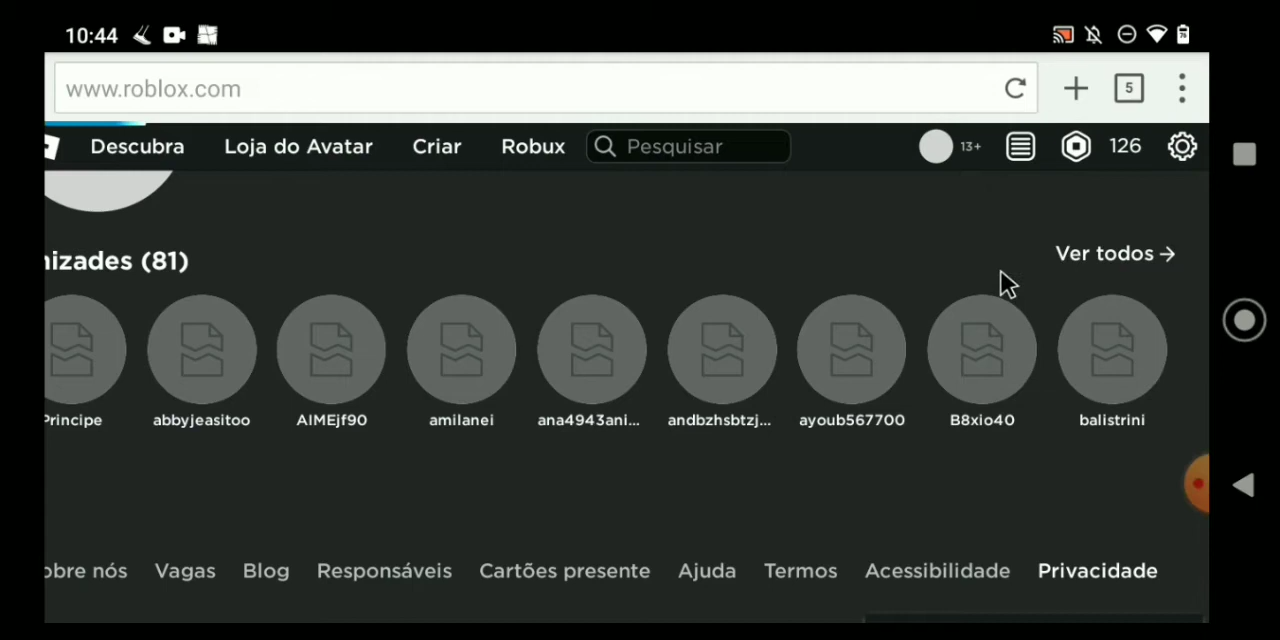 10:44
www.roblox.com
5
Descubra Loja do Avatar Criar Robux Pesquisar 13+ 126
nizades (81) Ver todos →
Principe abbyjeasitoo AIMEjf90 amilanei ana4943ani... andbzhsbtzj... ayoub567700 B8xio40 balistrini
obre nós Vagas Blog Responsáveis Cartões presente Ajuda Termos Acessibilidade Privacidade